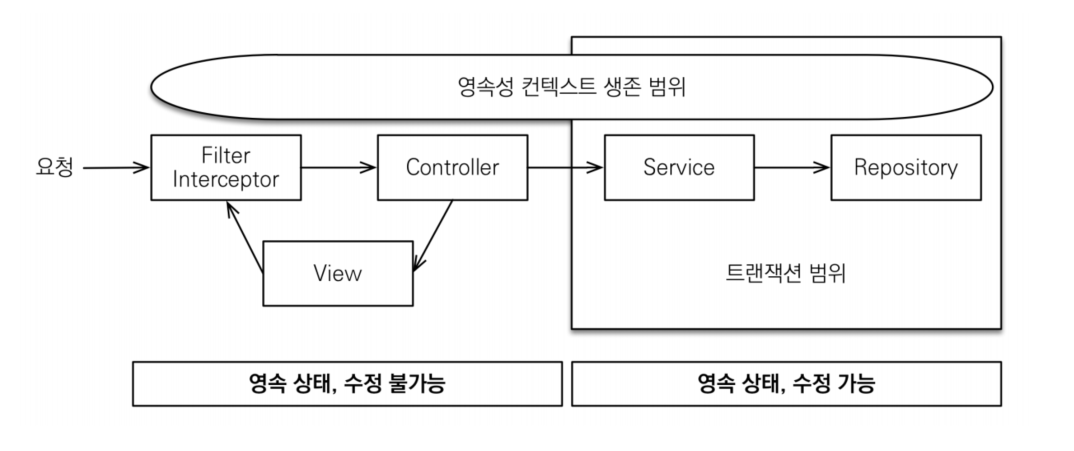 영속성 컨텍스트 생존 범위
요청
Filter
Interceptor
Controller
Service
Repository
View
트랜잭션 범위
영속 상태, 수정 불가능
영속 상태, 수정 가능